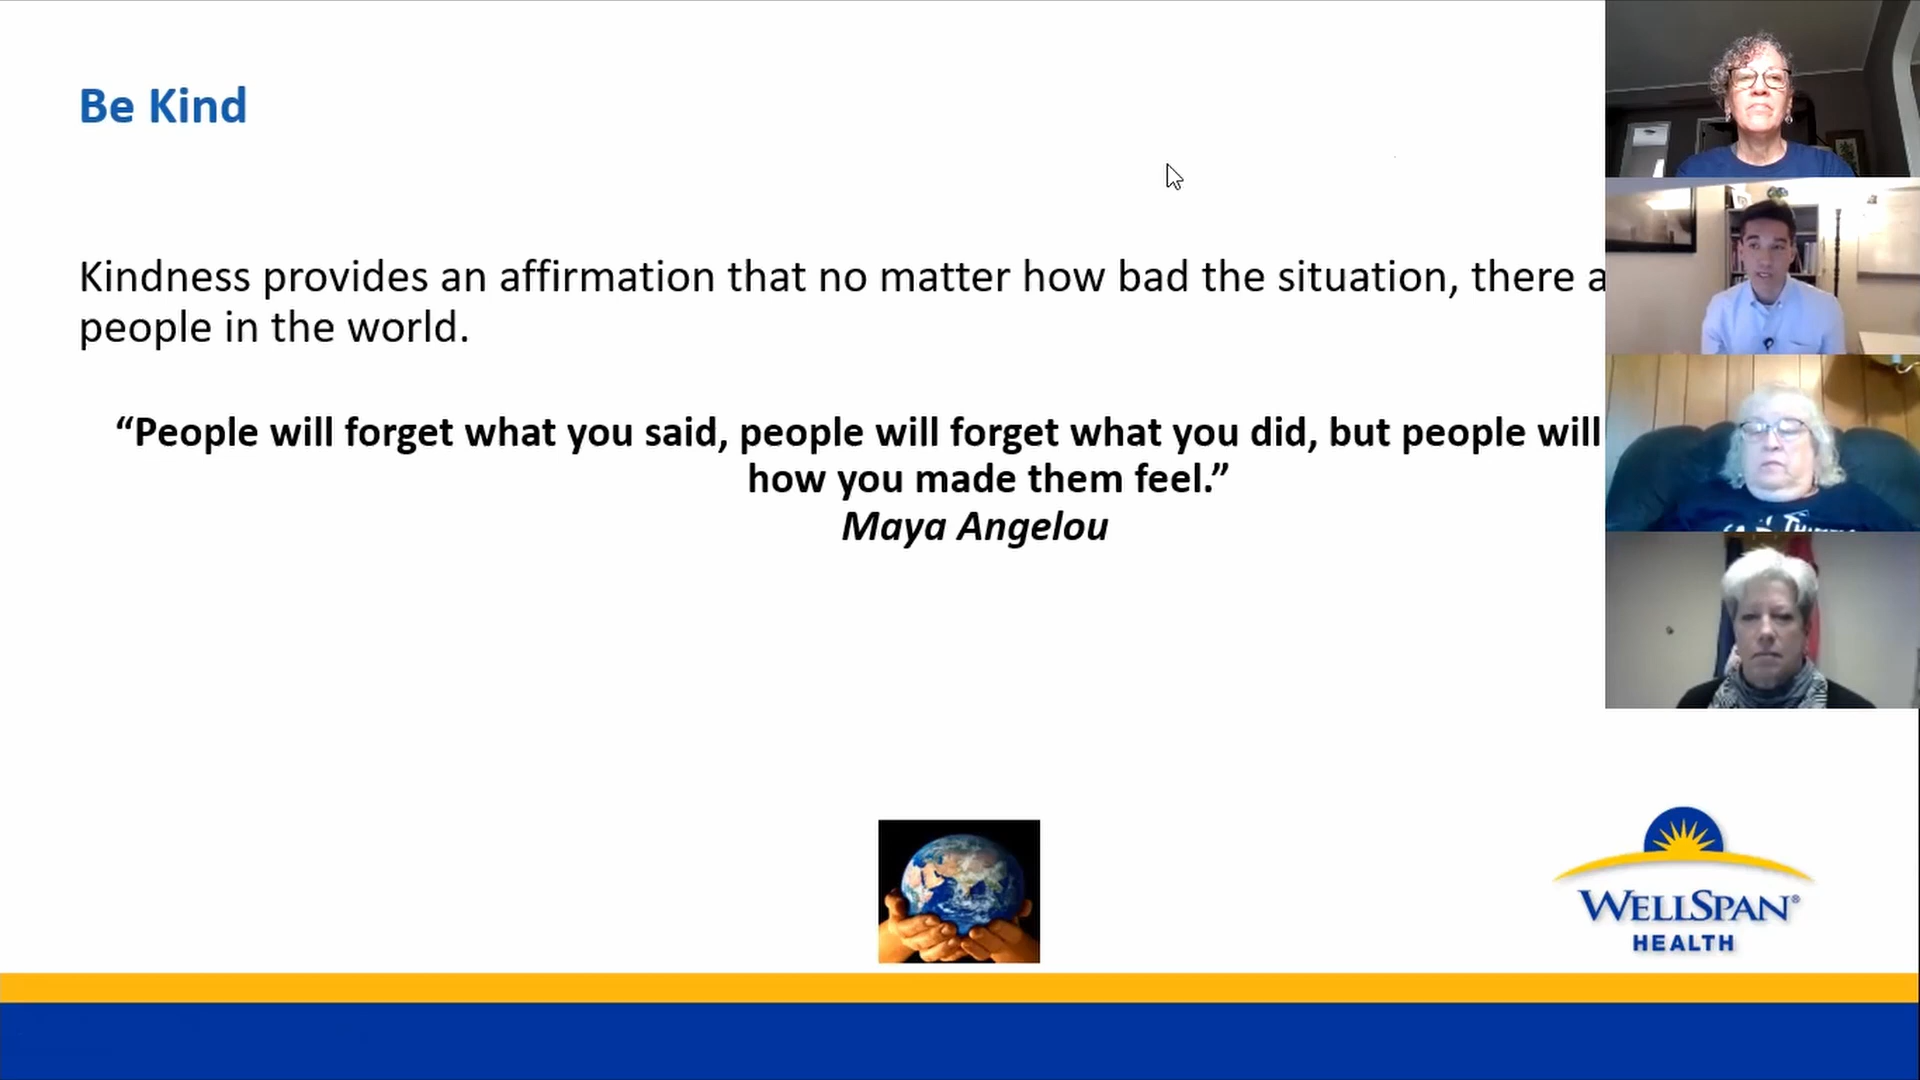 Be Kind
Kindness provides an affirmation that no matter how bad the situation, there
people in the world.
“People will forget what you said, people will forget what you did, but people will
how you made them feel.”
Maya Angelou
WELLSPAN®
HEALTH